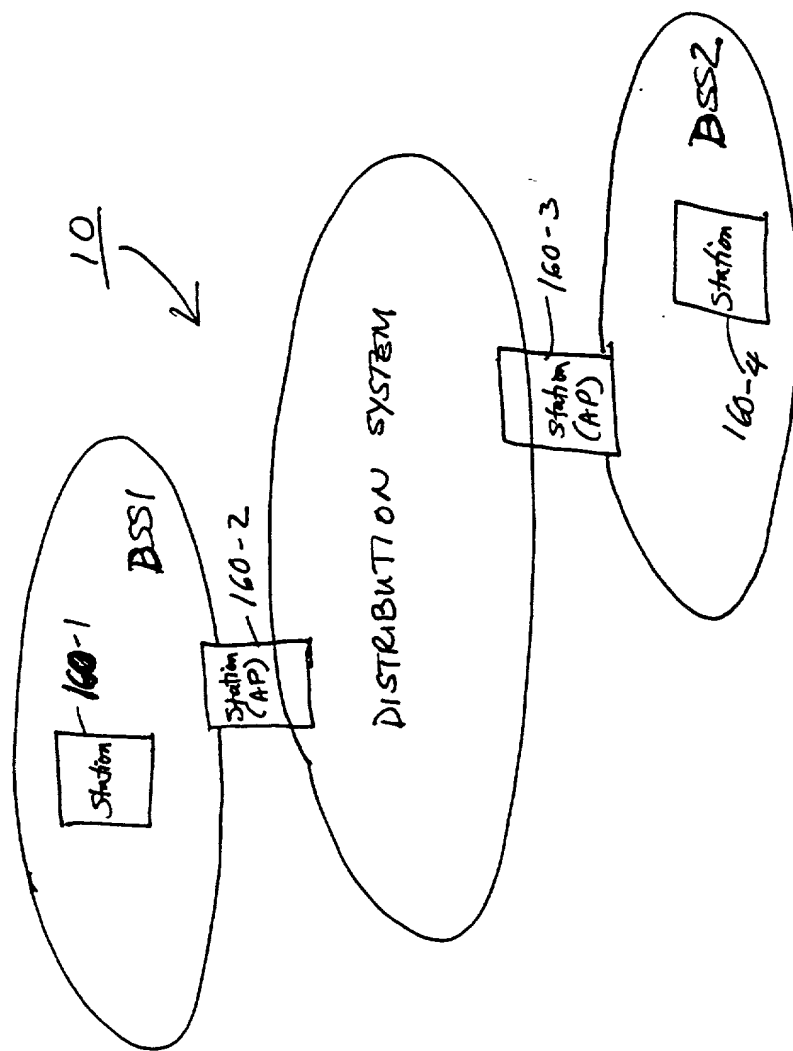 10
BSS1
Station
160-1
Station
(AP)
160-2
DISTRIBUTION SYSTEM
Station
(AP)
160-3
BSS2
Station
160-4